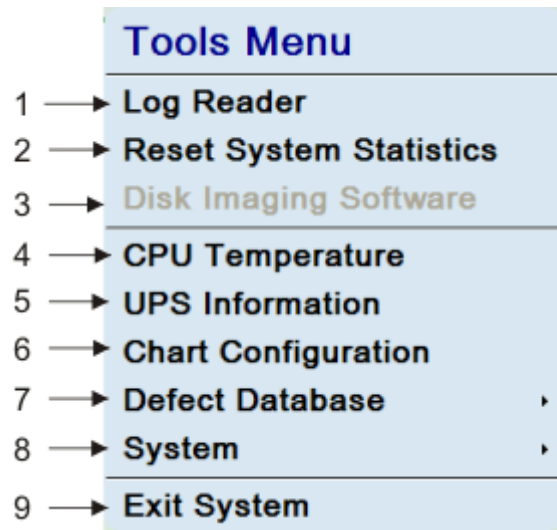 Tools Menu
1 Log Reader
2 Reset System Statistics
3 Disk Imaging Software
4 CPU Temperature
5 UPS Information
6 Chart Configuration
7 Defect Database
8 System
9 Exit System